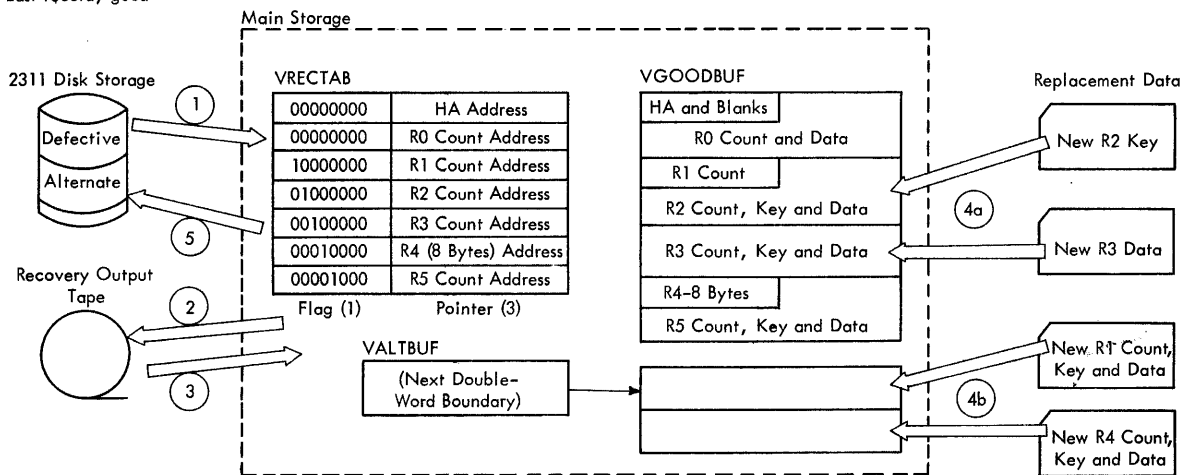 Main Storage
2311 Disk Storage
Defective
Alternate
1
5
Recovery Output
Tape
2
3
VRECTAB
00000000 HA Address
00000000 R0 Count Address
10000000 R1 Count Address
01000000 R2 Count Address
00100000 R3 Count Address
00010000 R4 (8 Bytes) Address
00001000 R5 Count Address
Flag (1) Pointer (3)
VALTBUF
(Next Double-
Word Boundary)
VGOODBUF
HA and Blanks
R0 Count and Data
R1 Count
R2 Count, Key and Data
R3 Count, Key and Data
R4-8 Bytes
R5 Count, Key and Data
4a
4b
Replacement Data
New R2 Key
New R3 Data
New R1 Count,
Key and Data
New R4 Count,
Key and Data